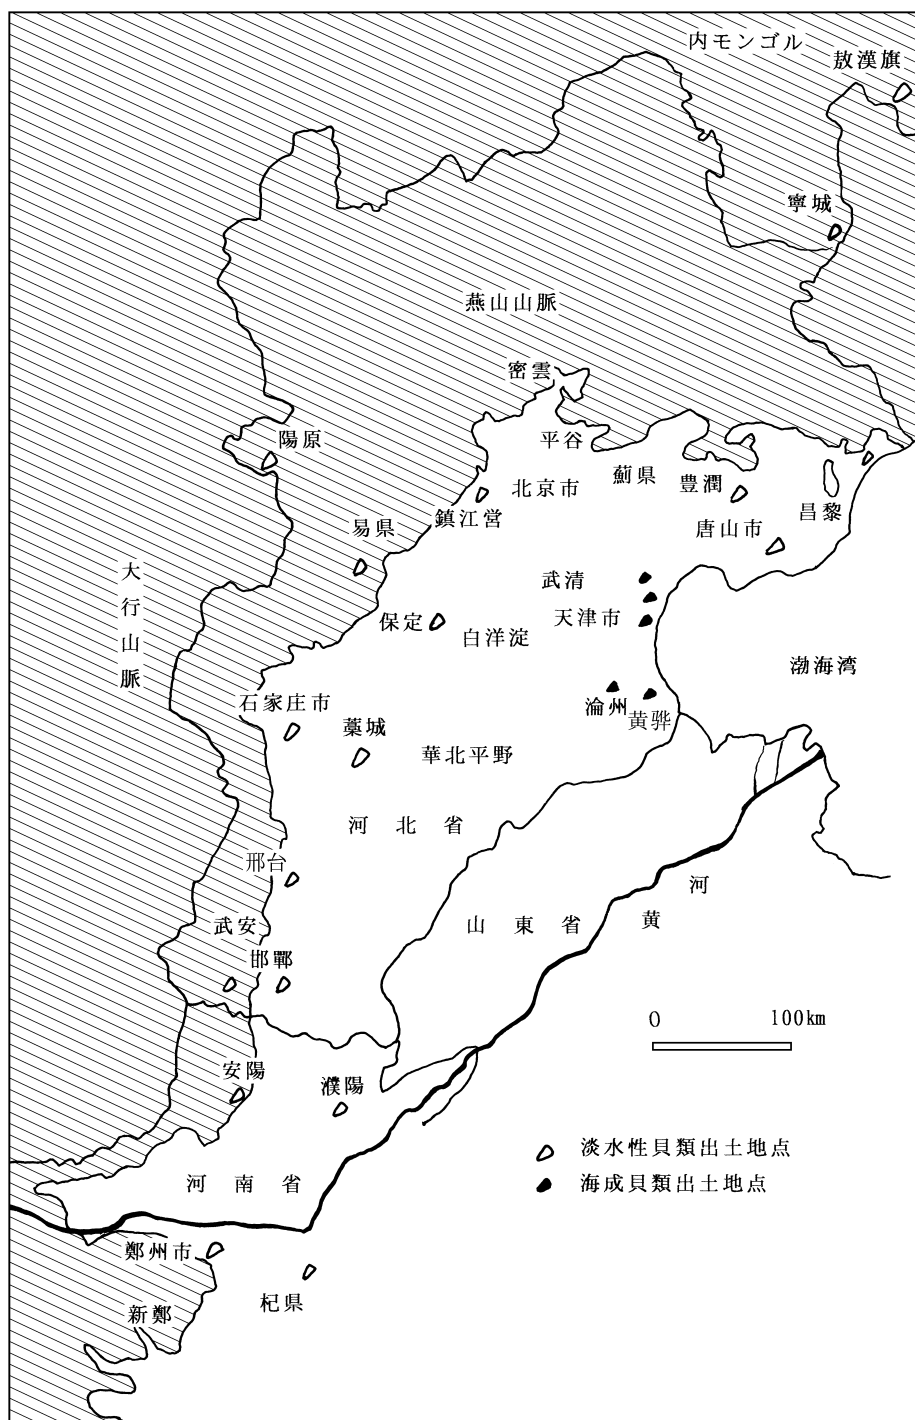 内モンゴル
敖漢旗
寧城
燕山山脈
密雲
陽原
平谷
北京市
薊県
豊潤
昌黎
鎮江営
唐山市
易県
大行山脈
武清
天津市
保定
白洋淀
渤海湾
石家庄市
淪州
黄骅
藁城
華北平野
河北省
邢台
武安
邯鄲
山東省
黄河
0 100km
安陽
濮陽
淡水性貝類出土地点
海成貝類出土地点
河南省
鄭州市
新鄭
杞県